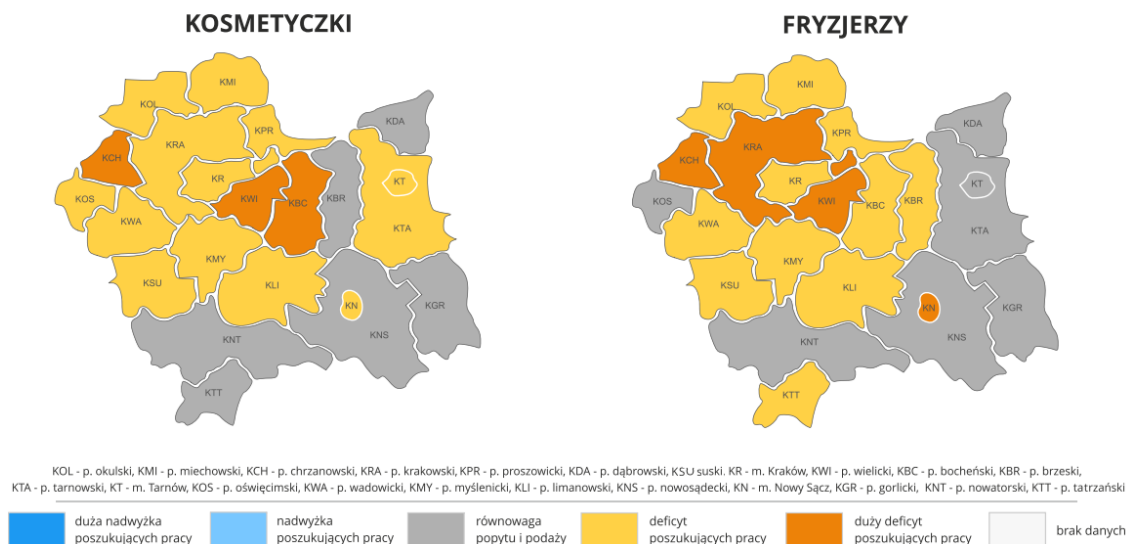 KOSMETYCZKI
KMI
KOL
KDA
KPR
KRA
KCH
KR
KT
KOS
KWI
KBC
KBR
KWA
KTA
KMY
KSU
KLI
KN
KGR
KNS
KNT
KTT
FRYZJERZY
KMI
KOL
KDA
KPR
KRA
KCH
KR
KT
KOS
KWI
KBC
KBR
KWA
KTA
KMY
KSU
KLI
KN
KGR
KNS
KNT
KTT
KOL - p. okulski, KMI - p. miechowski, KCH - p. chrzanowski, KRA - p. krakowski, KPR - p. proszowicki, KDA - p. dąbrowski, KSU suski. KR - m. Kraków, KWI - p. wielicki, KBC - p. bocheński, KBR - p. brzeski,
KTA - p. tarnowski, KT - m. Tarnów, KOS - p. oświęcimski, KWA - p. wadowicki, KMY - p. myślenicki, KLI - p. limanowski, KNS - p. nowosądecki, KN - m. Nowy Sącz, KGR - p. gorlicki, KNT - p. nowatorski, KTT - p. tatrzański
duża nadwyżka
poszukujących pracy
nadwyżka
poszukujących pracy
równowaga
popytu i podaży
deficyt
poszukujących pracy
duży deficyt
poszukujących pracy
brak danych